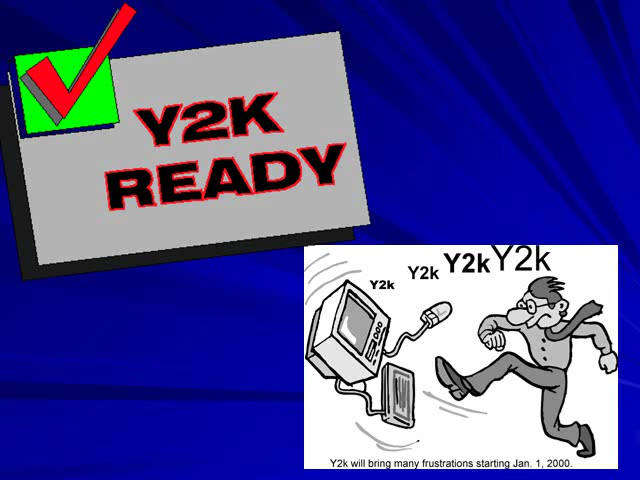 Y2K
READY
Y2k Y2k Y2k Y2k
Y2k will bring many frustrations starting Jan. 1, 2000.